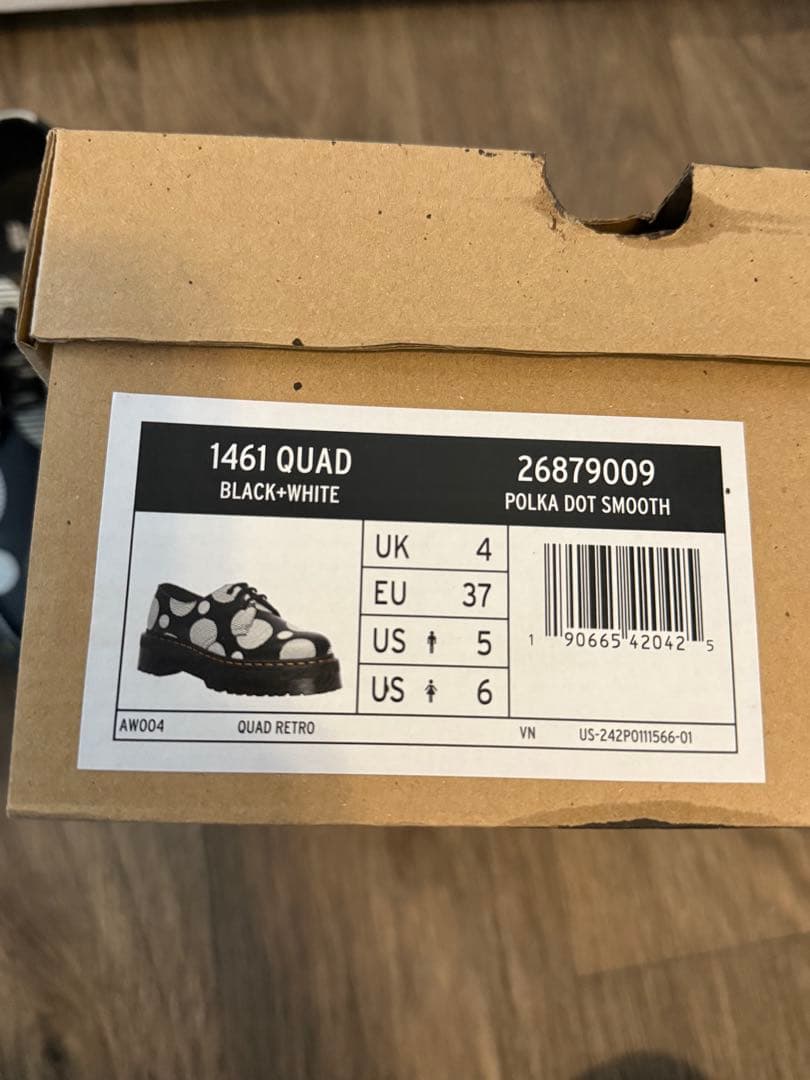 1461 QUAD
BLACK+WHITE
26879009
POLKA DOT SMOOTH
UK 4
EU 37
US 5
US 6
1 90665 42042 5
AW004 QUAD RETRO VN US-242P0111566-01